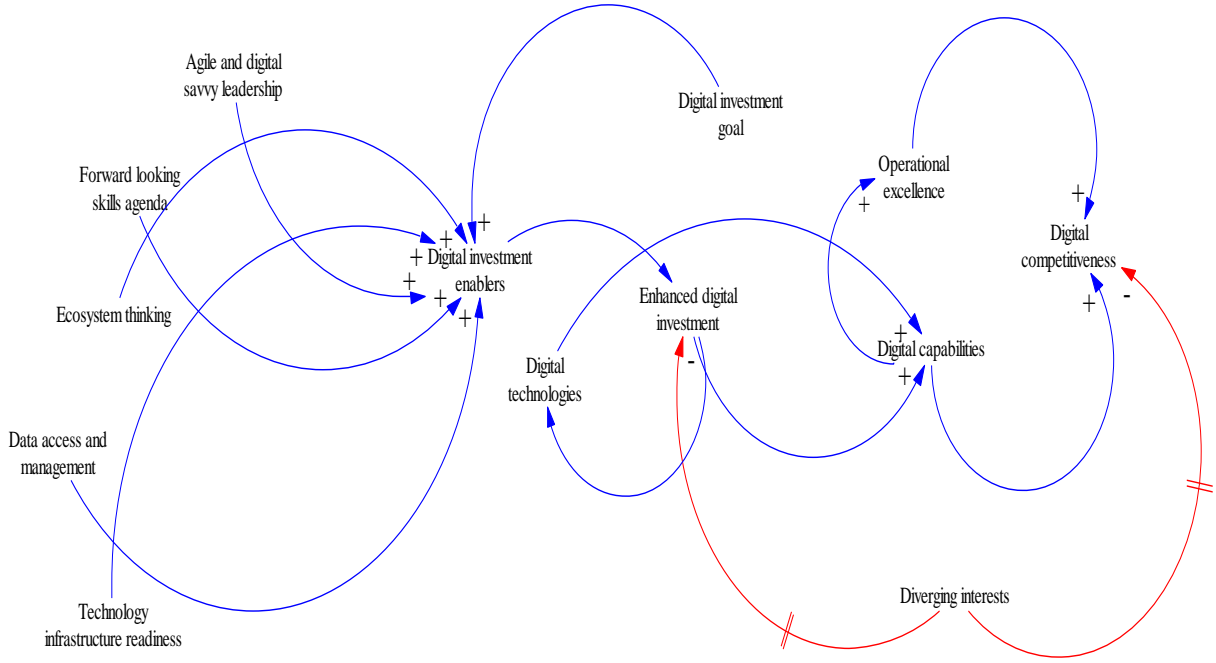 Agile and digital
savvy leadership
Digital investment
goal
Forward looking
skills agenda
Operational
excellence
+
+
+
+
Digital
competitiveness
+
Digital investment
enablers
+
+
+
+
Ecosystem thinking
Enhanced digital
investment
-
+
+
Digital capabilities
+
-
Digital
technologies
Data access and
management
Diverging interests
Technology
infrastructure readiness